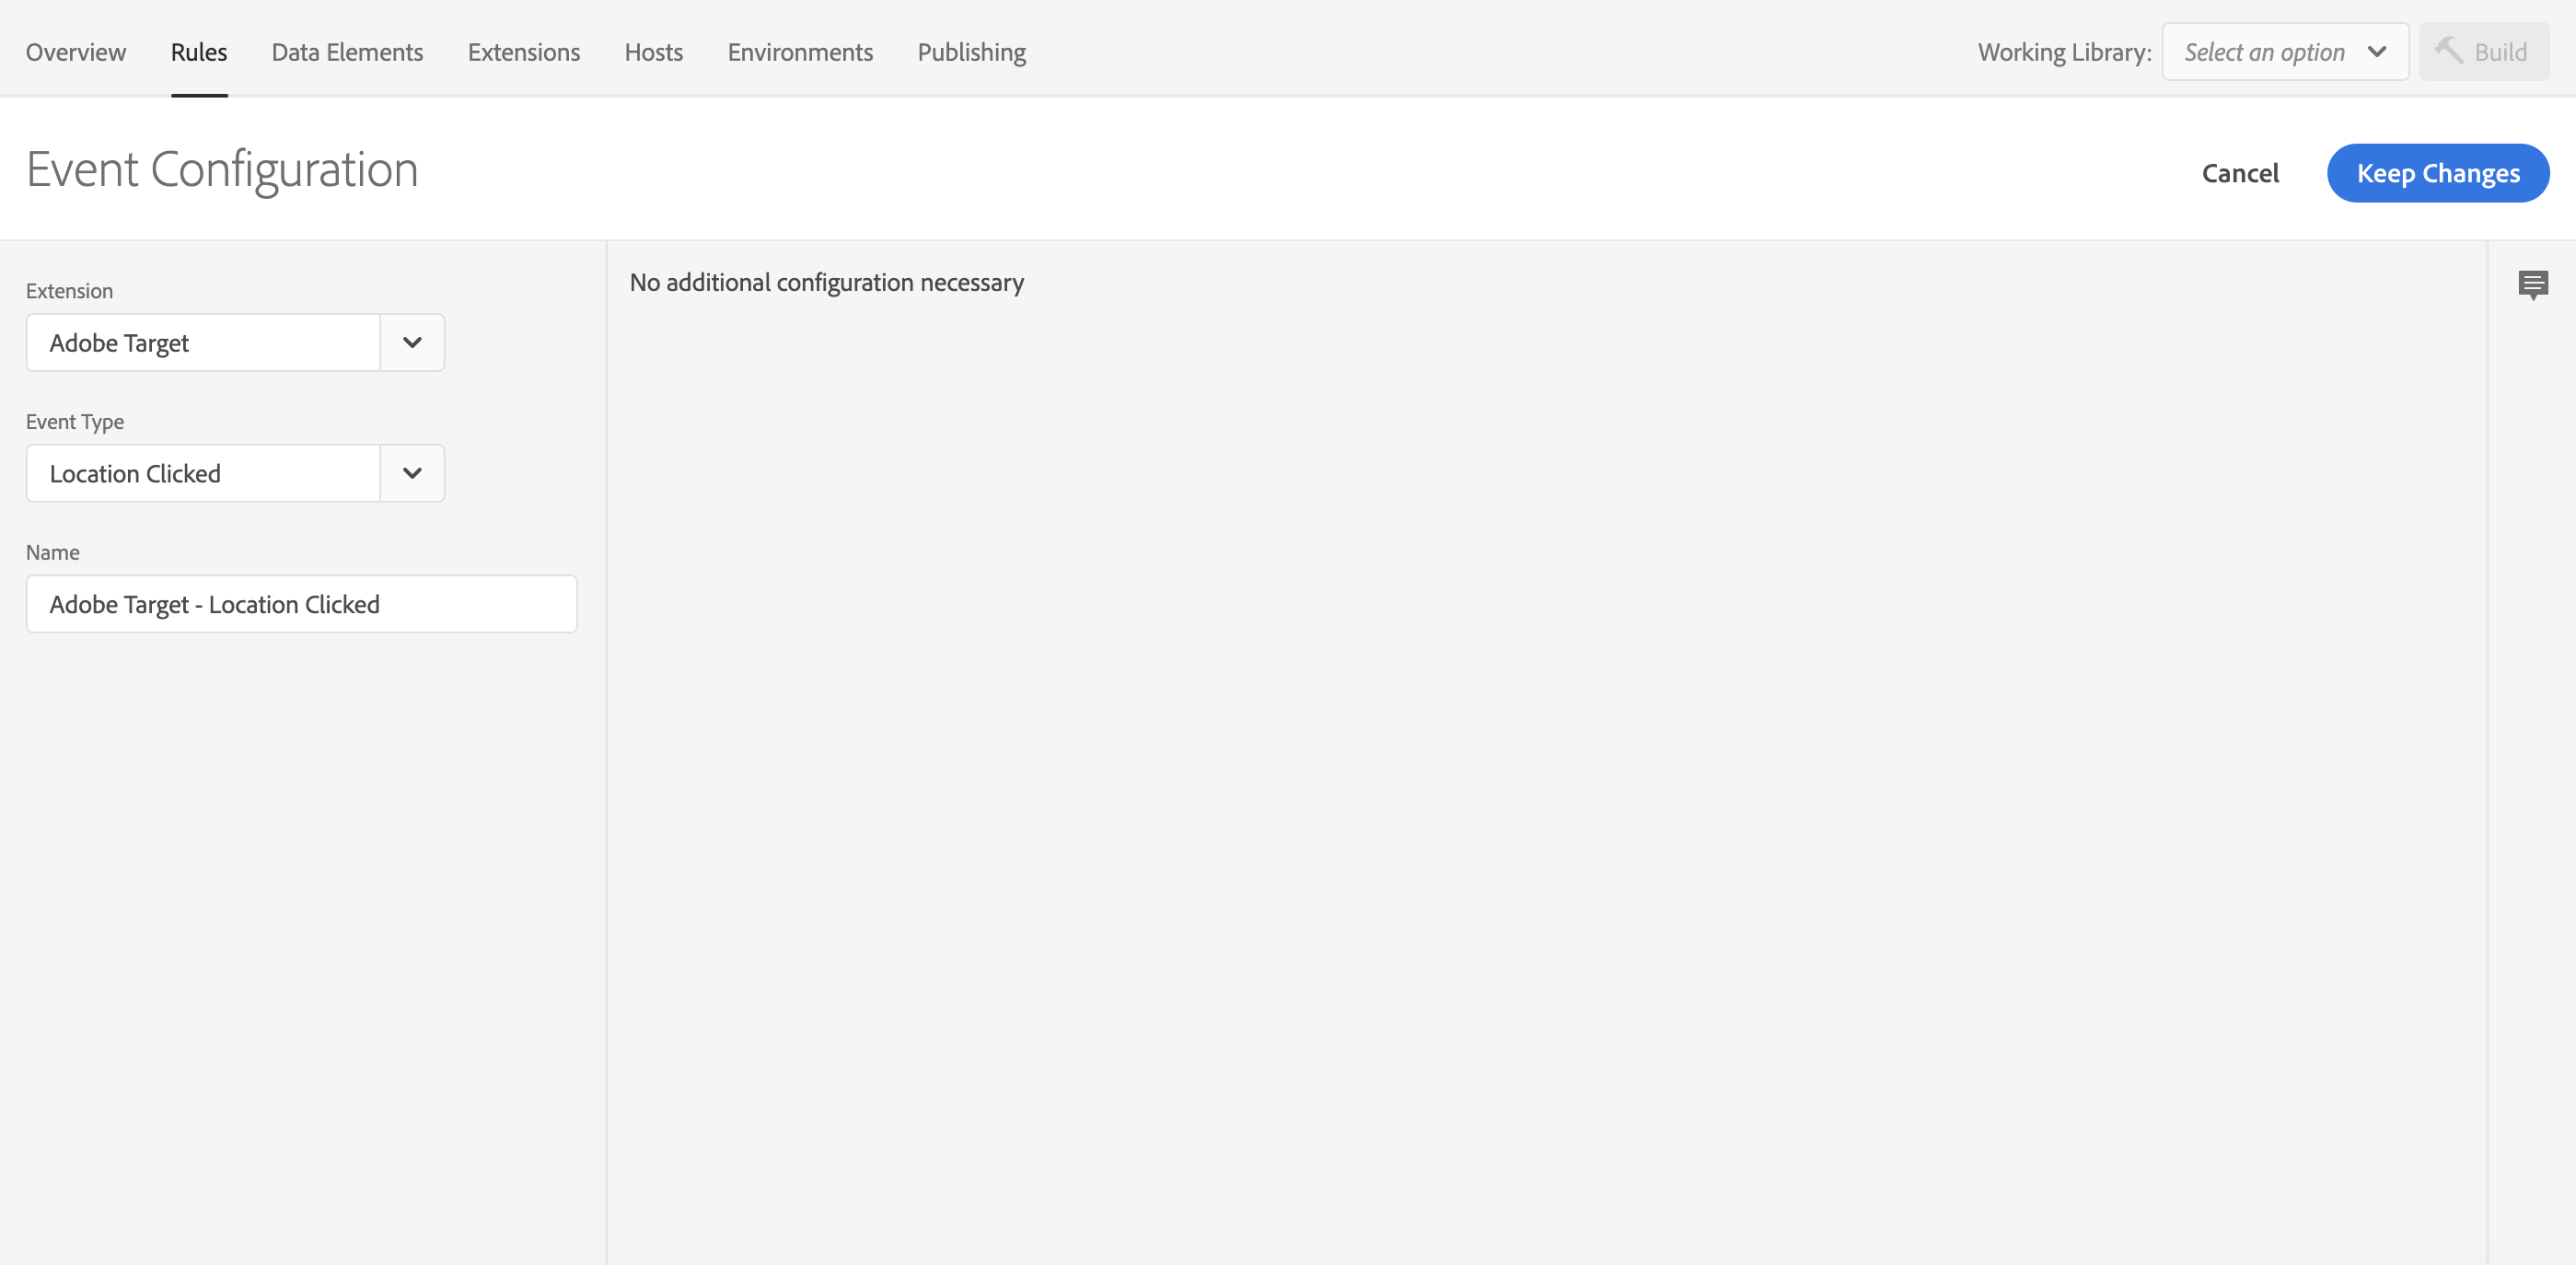 Overview Rules Data Elements Extensions Hosts Environments Publishing Working Library: Select an option Build
Event Configuration Cancel Keep Changes
Extension
Adobe Target
Event Type
Location Clicked
Name
Adobe Target - Location Clicked
No additional configuration necessary